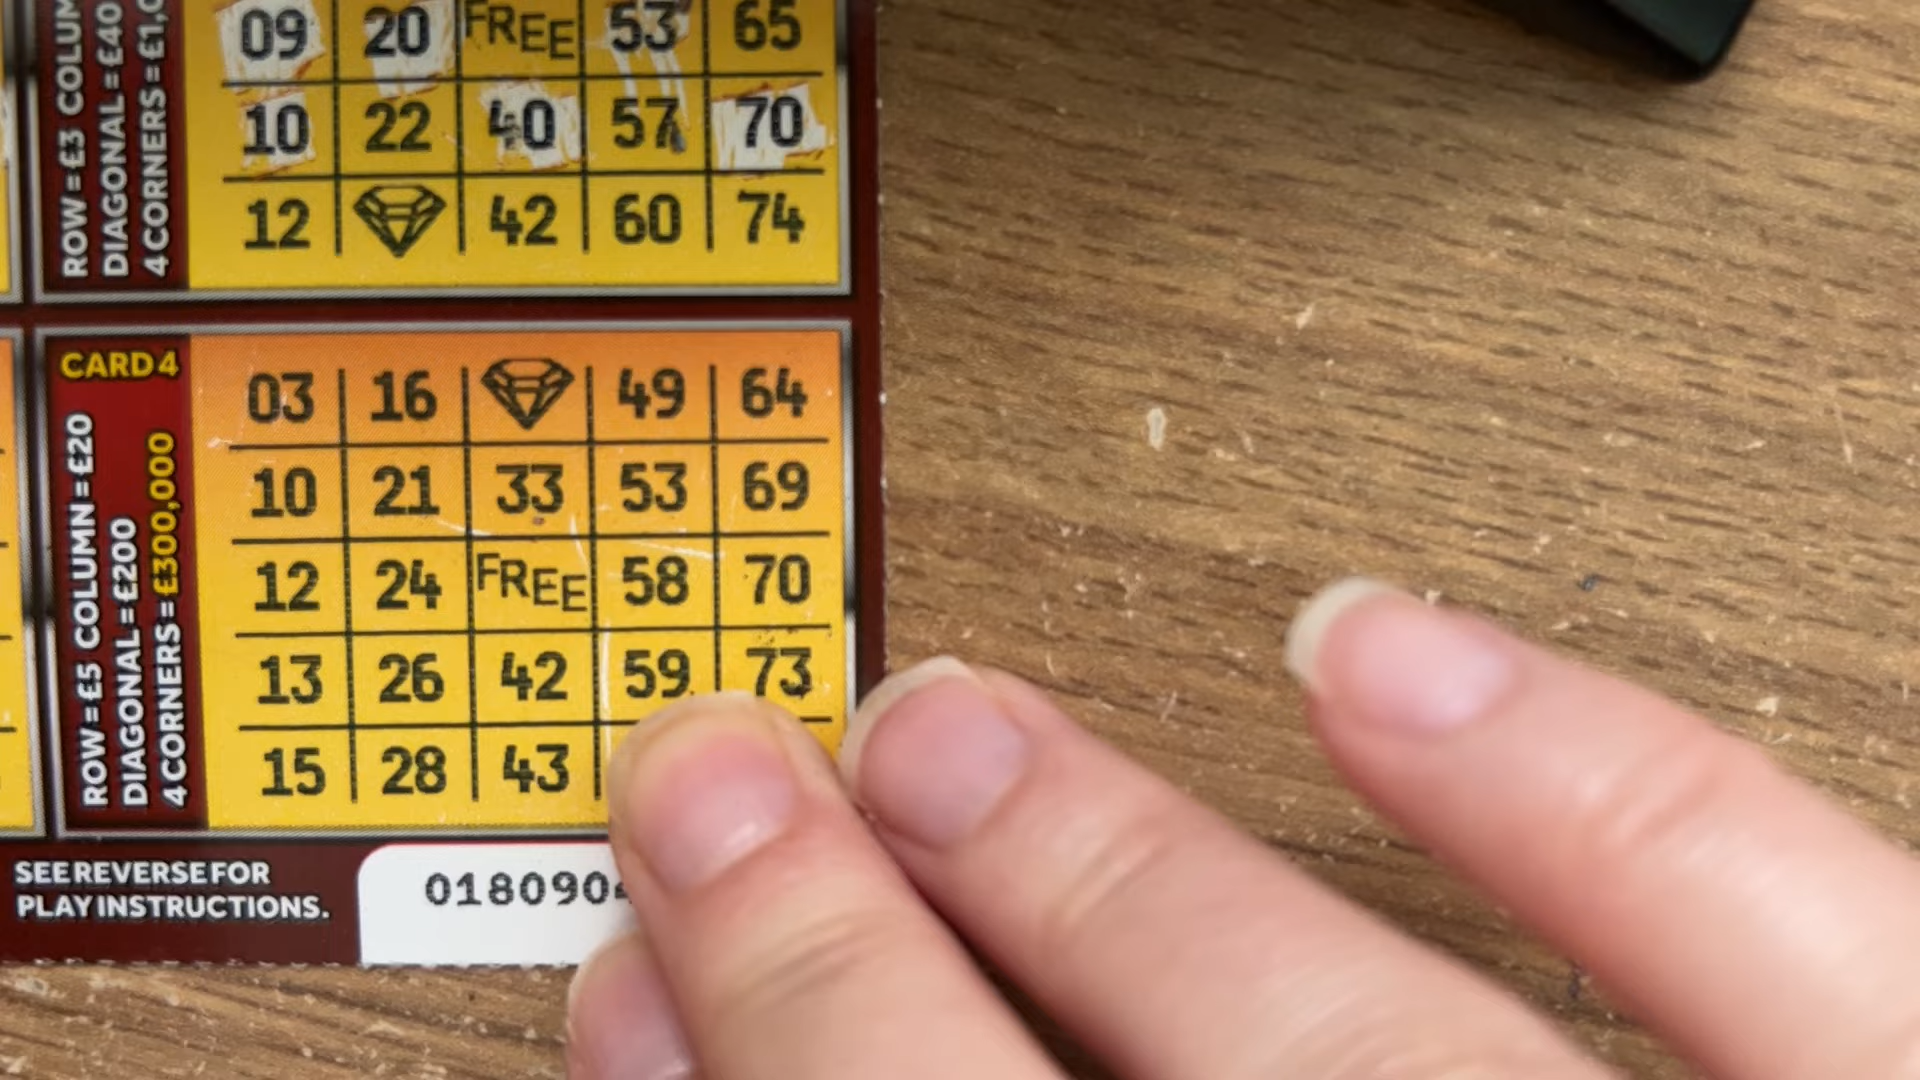 ROW = £3 COLUM
DIAGONAL = £40
4 CORNERS = £1,0
09 20 FREE 53 65
10 22 40 57 70
12 42 60 74
CARD 4
ROW = £5 COLUMN = £20
DIAGONAL = £200
4 CORNERS = £300,000
03 16 49 64
10 21 33 53 69
12 24 FREE 58 70
13 26 42 59 73
15 28 43
SEE REVERSE FOR
PLAY INSTRUCTIONS.
018090